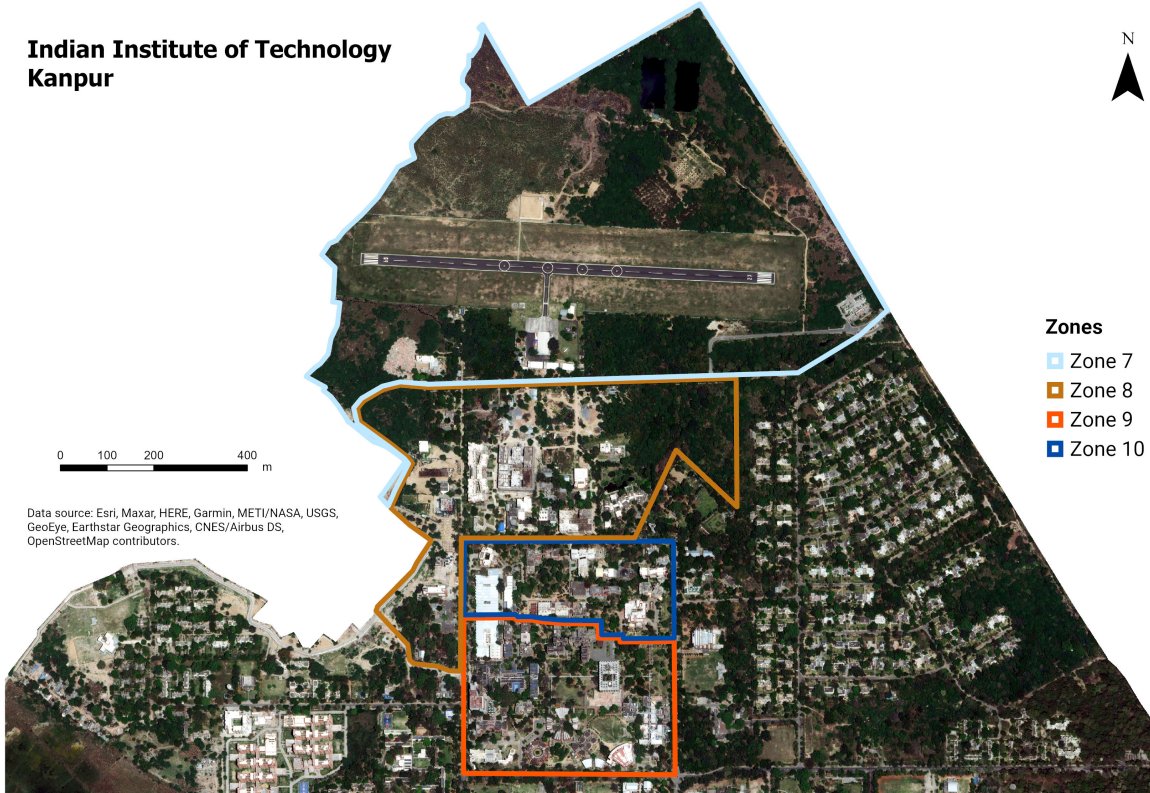 Indian Institute of Technology
Kanpur
N
Zones
Zone 7
Zone 8
Zone 9
Zone 10
0 100 200 400
m
Data source: Esri, Maxar, HERE, Garmin, METI/NASA, USGS,
GeoEye, Earthstar Geographics, CNES/Airbus DS,
OpenStreetMap contributors.